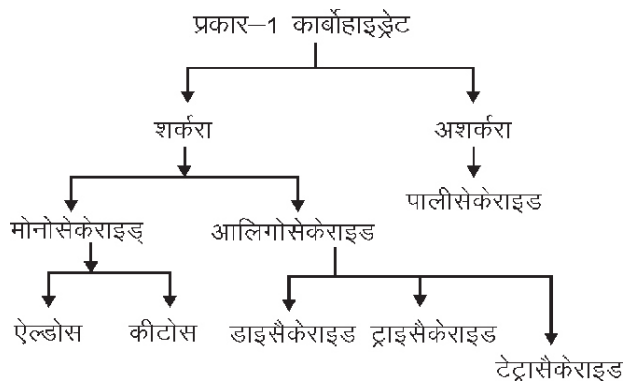 प्रकार–1 कार्बोहाइड्रेट
शर्करा अशर्करा
पालीसेकेराइड
मोनोसेकेराइड् आलिगोसेकेराइड
ऐल्डोस कीटोस डाइसैकेराइड ट्राइसैकेराइड
टेट्रासैकेराइड